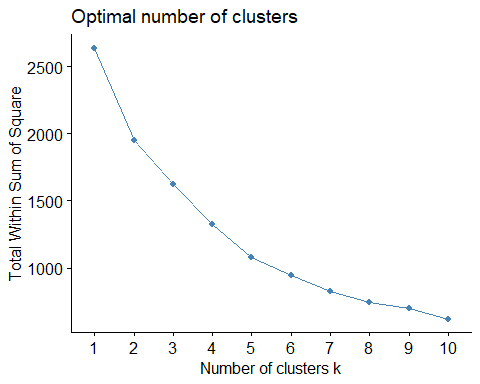 Optimal number of clusters
Total Within Sum of Square
2500
2000
1500
1000
1 2 3 4 5 6 7 8 9 10
Number of clusters k